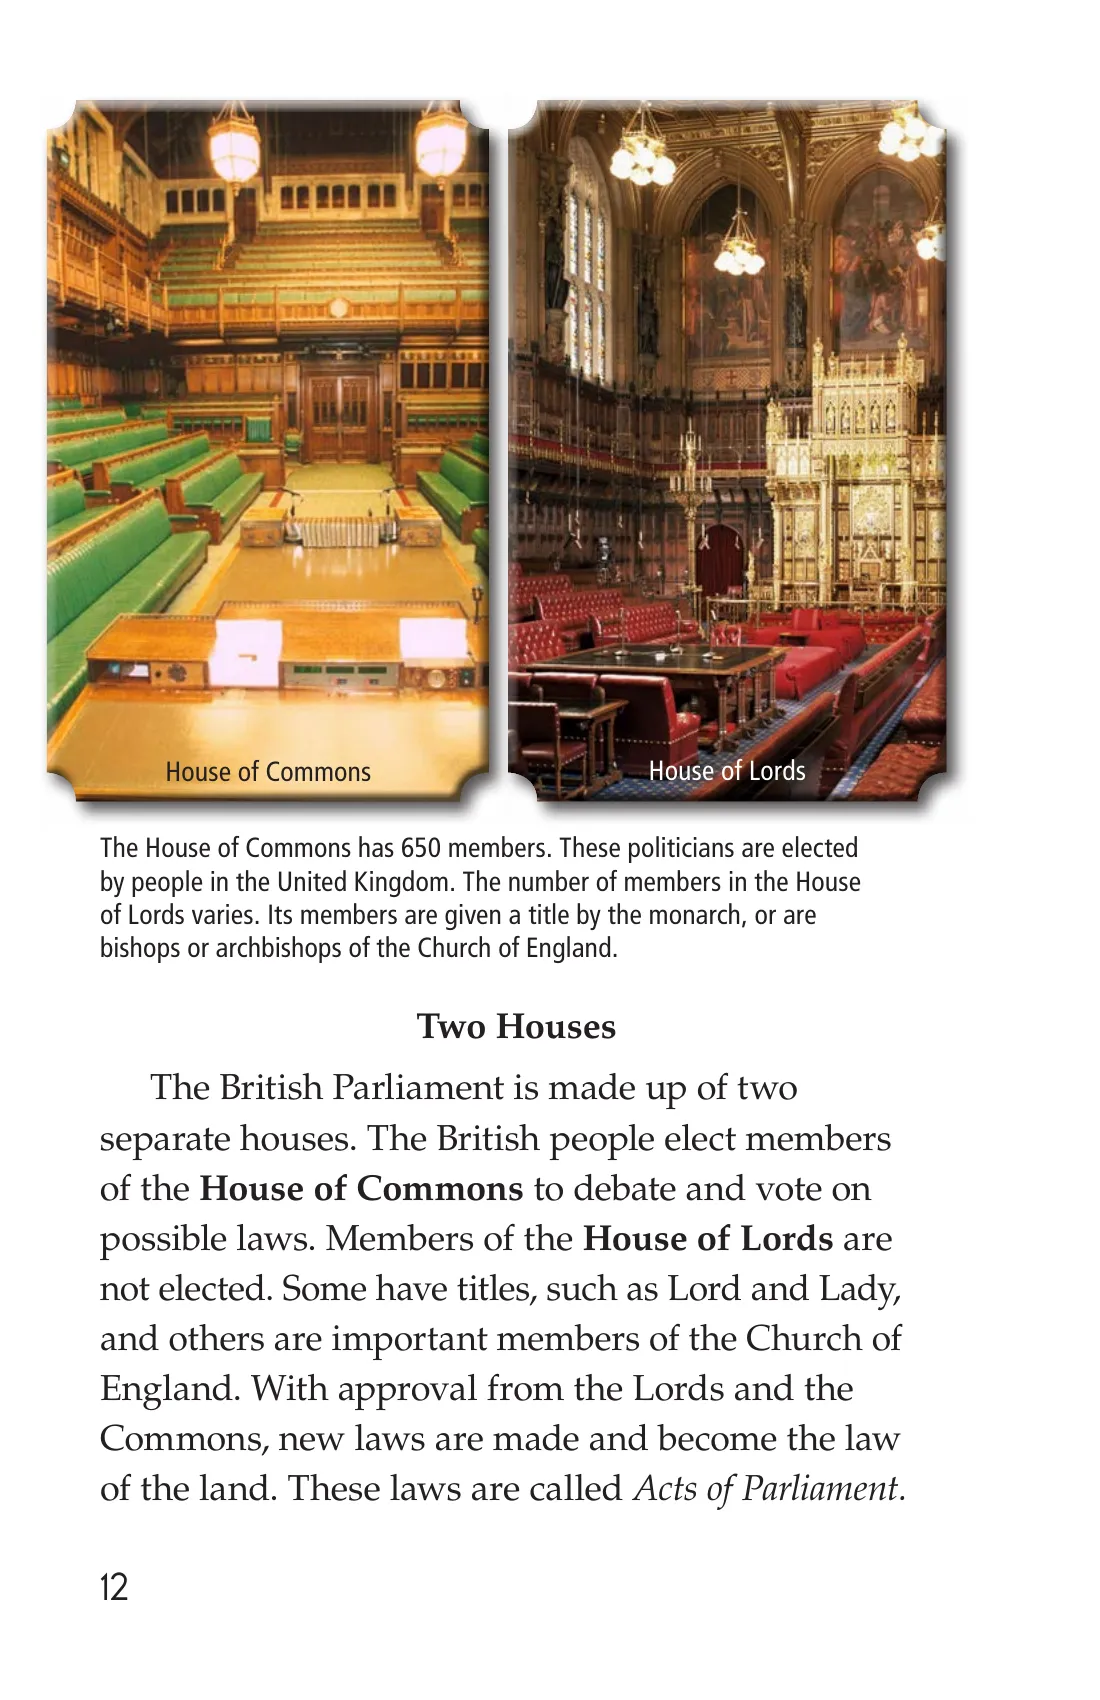 House of Commons
House of Lords
The House of Commons has 650 members. These politicians are elected
by people in the United Kingdom. The number of members in the House
of Lords varies. Its members are given a title by the monarch, or are
bishops or archbishops of the Church of England.
Two Houses
The British Parliament is made up of two
separate houses. The British people elect members
of the House of Commons to debate and vote on
possible laws. Members of the House of Lords are
not elected. Some have titles, such as Lord and Lady,
and others are important members of the Church of
England. With approval from the Lords and the
Commons, new laws are made and become the law
of the land. These laws are called Acts of Parliament.
12